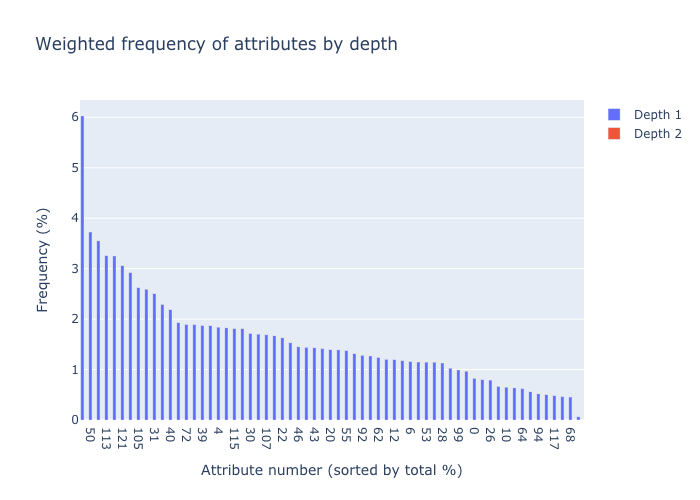 Weighted frequency of attributes by depth
Depth 1
Depth 2
Frequency (%)
6
5
4
3
2
1
0
50 113 121 105 31 40 72 39 4 115 30 107 22 46 43 20 55 92 62 12 6 53 28 99 0 26 10 64 94 117 68
Attribute number (sorted by total %)